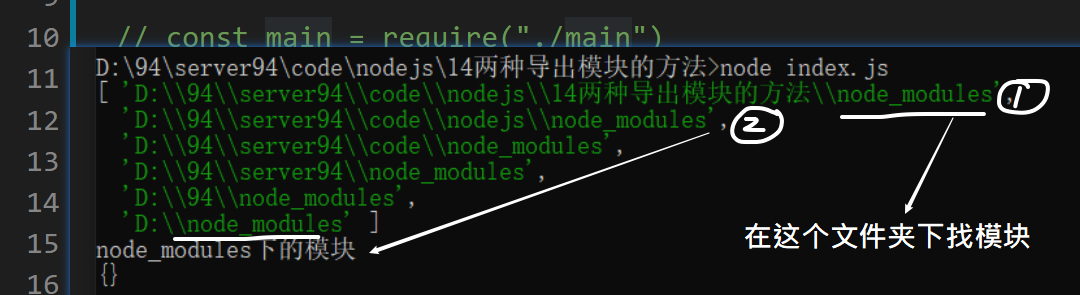 10 // const main = require("./main")
11 D:\94\server94\code\nodejs\14两种导出模块的方法>node index.js
[ 'D:\\94\\server94\\code\\nodejs\\14两种导出模块的方法\\node_modules', 1
12 'D:\\94\\server94\\code\\nodejs\\node_modules', 2
'D:\\94\\server94\\code\\node_modules',
13 'D:\\94\\server94\\node_modules',
14 'D:\\94\\node_modules',
'D:\\node_modules' ]
在这个文件夹下找模块
15 node_modules下的模块
16 {}